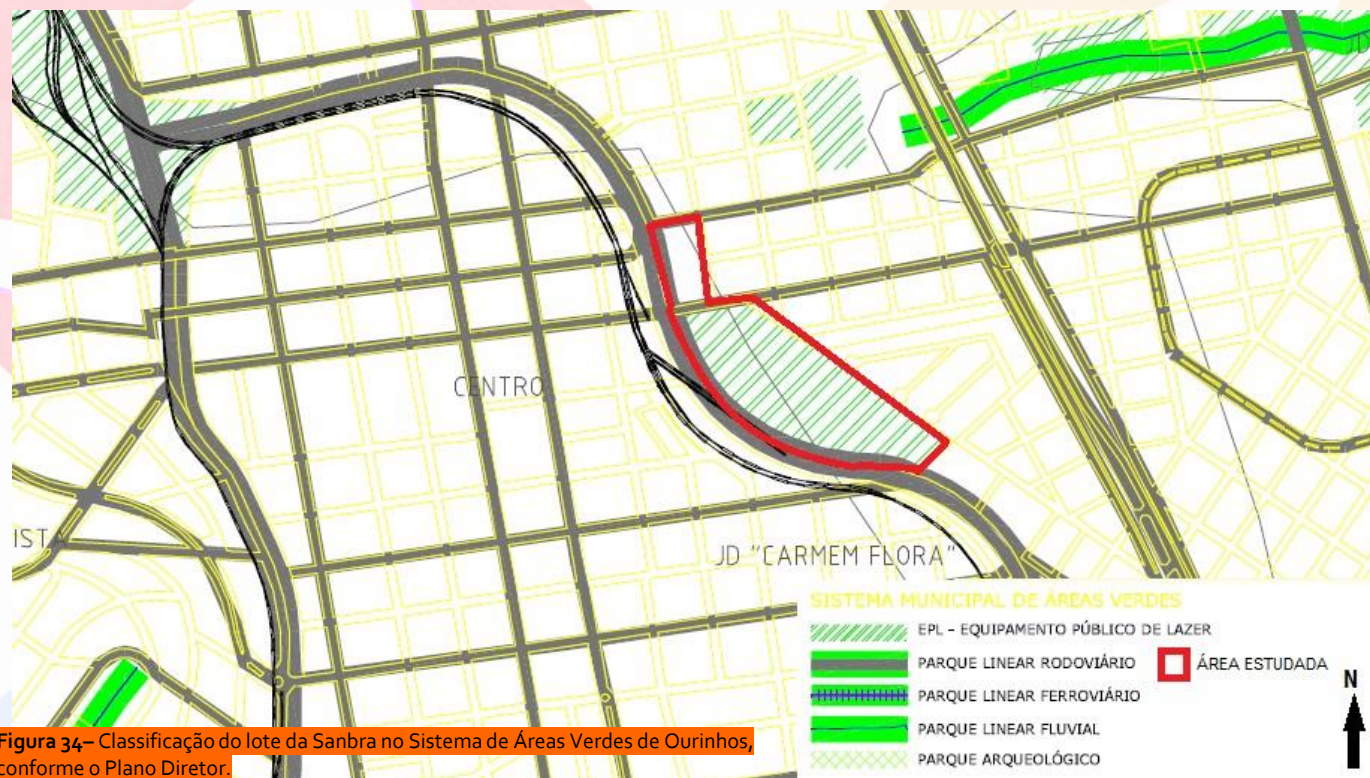 JD
CENTRO
IST
JD "CARMEM FLORA"
SISTEMA MUNICIPAL DE ÁREAS VERDES
EPL - EQUIPAMENTO PÚBLICO DE LAZER
PARQUE LINEAR RODOVIÁRIO
ÁREA ESTUDADA
PARQUE LINEAR FERROVIÁRIO
PARQUE LINEAR FLUVIAL
PARQUE ARQUEOLÓGICO
N
Figura 34– Classificação do lote da Sanbra no Sistema de Áreas Verdes de Ourinhos,
conforme o Plano Diretor.